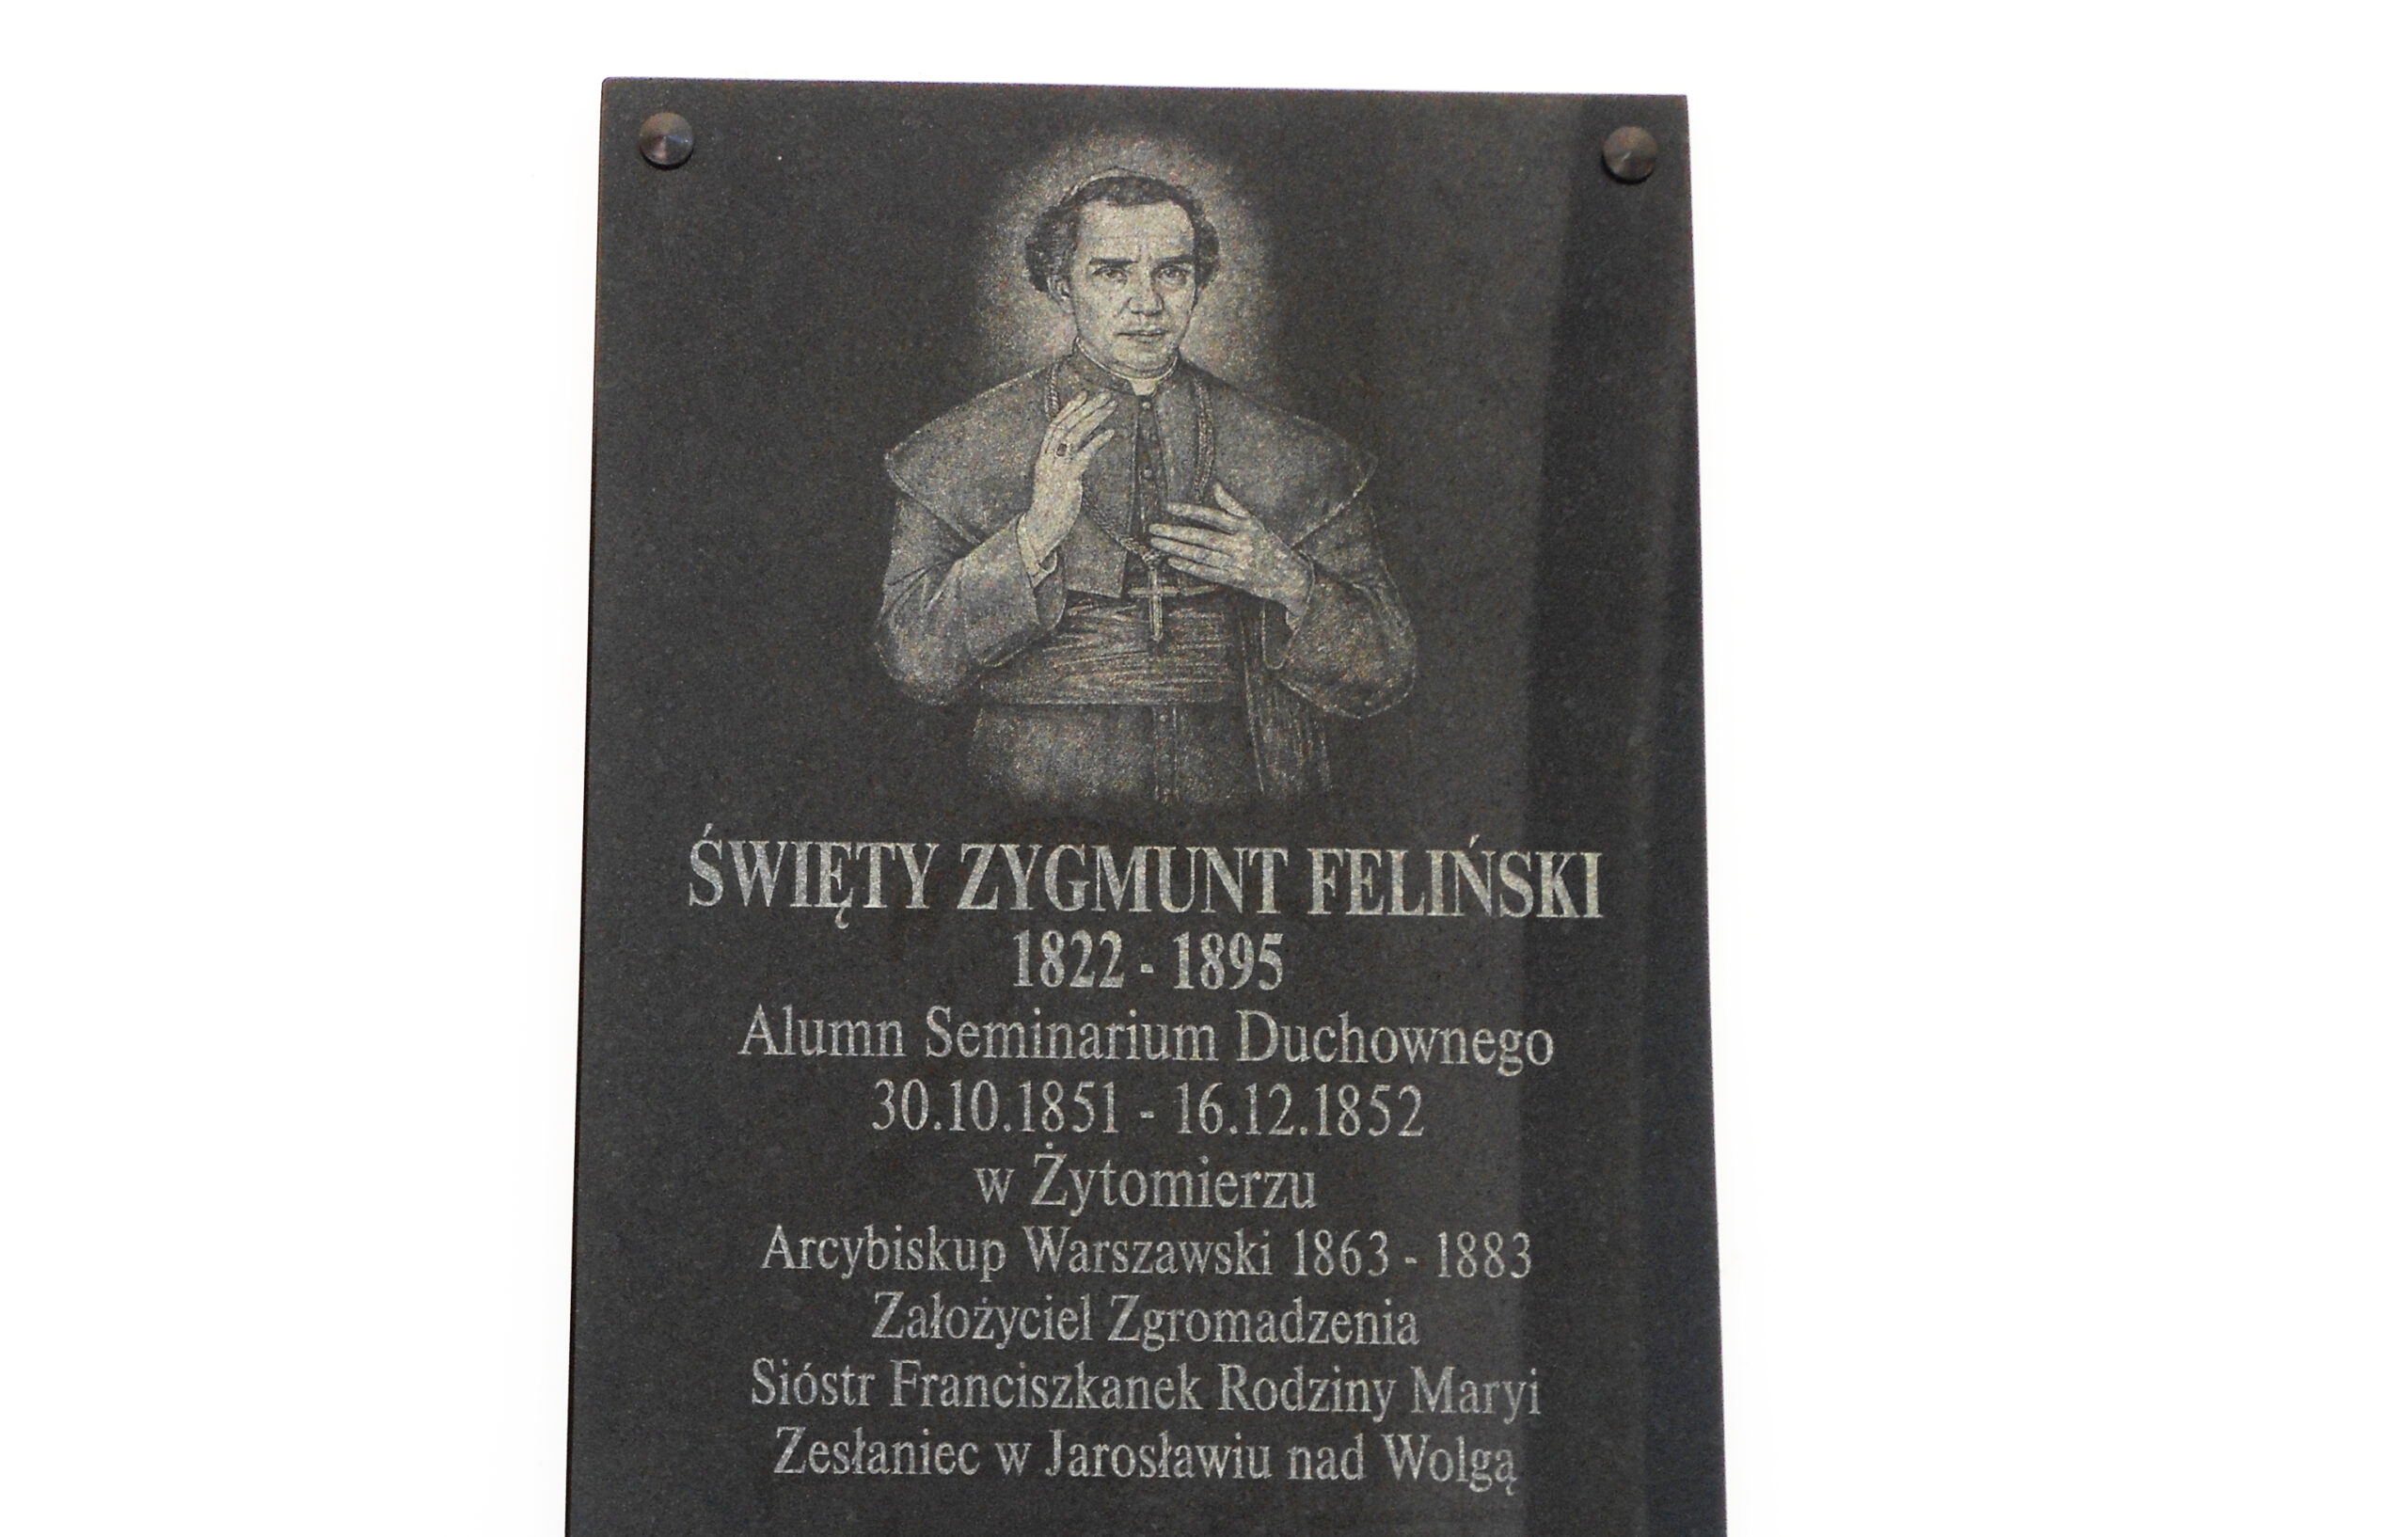 ŚWIĘTY ZYGMUNT FELIŃSKI
1822 - 1895
Alumn Seminarium Duchownego
30.10.1851 - 16.12.1852
w Żytomierzu
Arcybiskup Warszawski 1863 - 1883
Założyciel Zgromadzenia
Sióstr Franciszkanek Rodziny Maryi
Zesłaniec w Jarosławiu nad Wolgą